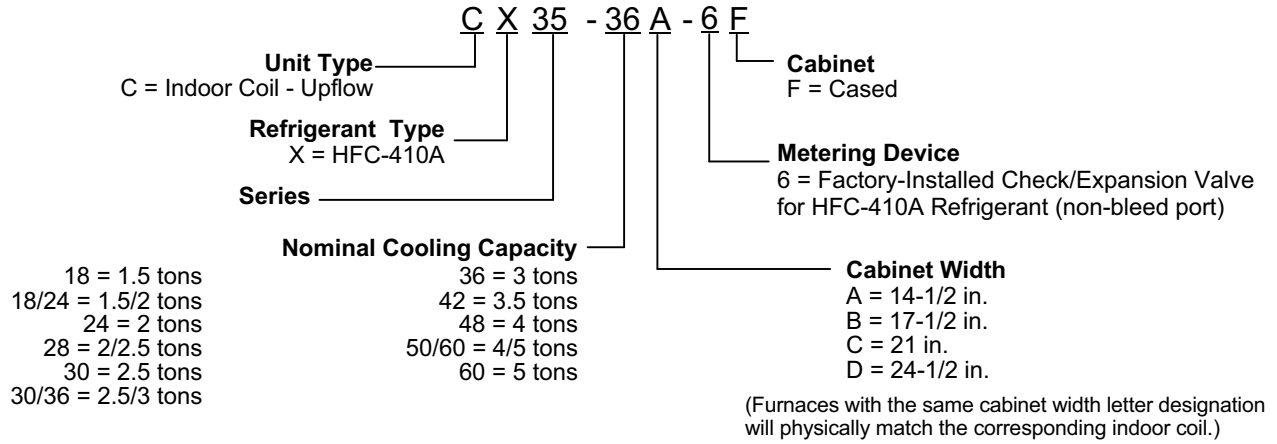 C X 35 - 36 A - 6 F
Unit Type
C = Indoor Coil - Upflow
Refrigerant Type
X = HFC-410A
Series
Nominal Cooling Capacity
18 = 1.5 tons
18/24 = 1.5/2 tons
24 = 2 tons
28 = 2/2.5 tons
30 = 2.5 tons
30/36 = 2.5/3 tons
36 = 3 tons
42 = 3.5 tons
48 = 4 tons
50/60 = 4/5 tons
60 = 5 tons
Cabinet
F = Cased
Metering Device
6 = Factory-Installed Check/Expansion Valve
for HFC-410A Refrigerant (non-bleed port)
Cabinet Width
A = 14-1/2 in.
B = 17-1/2 in.
C = 21 in.
D = 24-1/2 in.
(Furnaces with the same cabinet width letter designation
will physically match the corresponding indoor coil.)